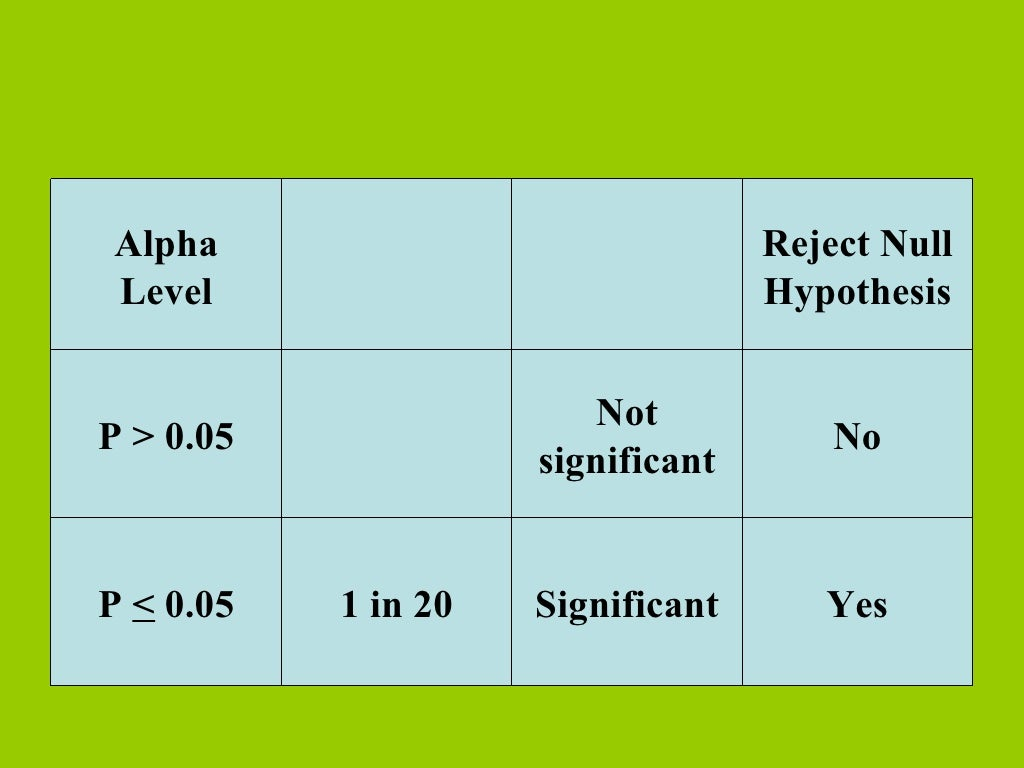 Alpha
Level
Reject Null
Hypothesis
P > 0.05
Not
significant
No
P ≤ 0.05
1 in 20
Significant
Yes